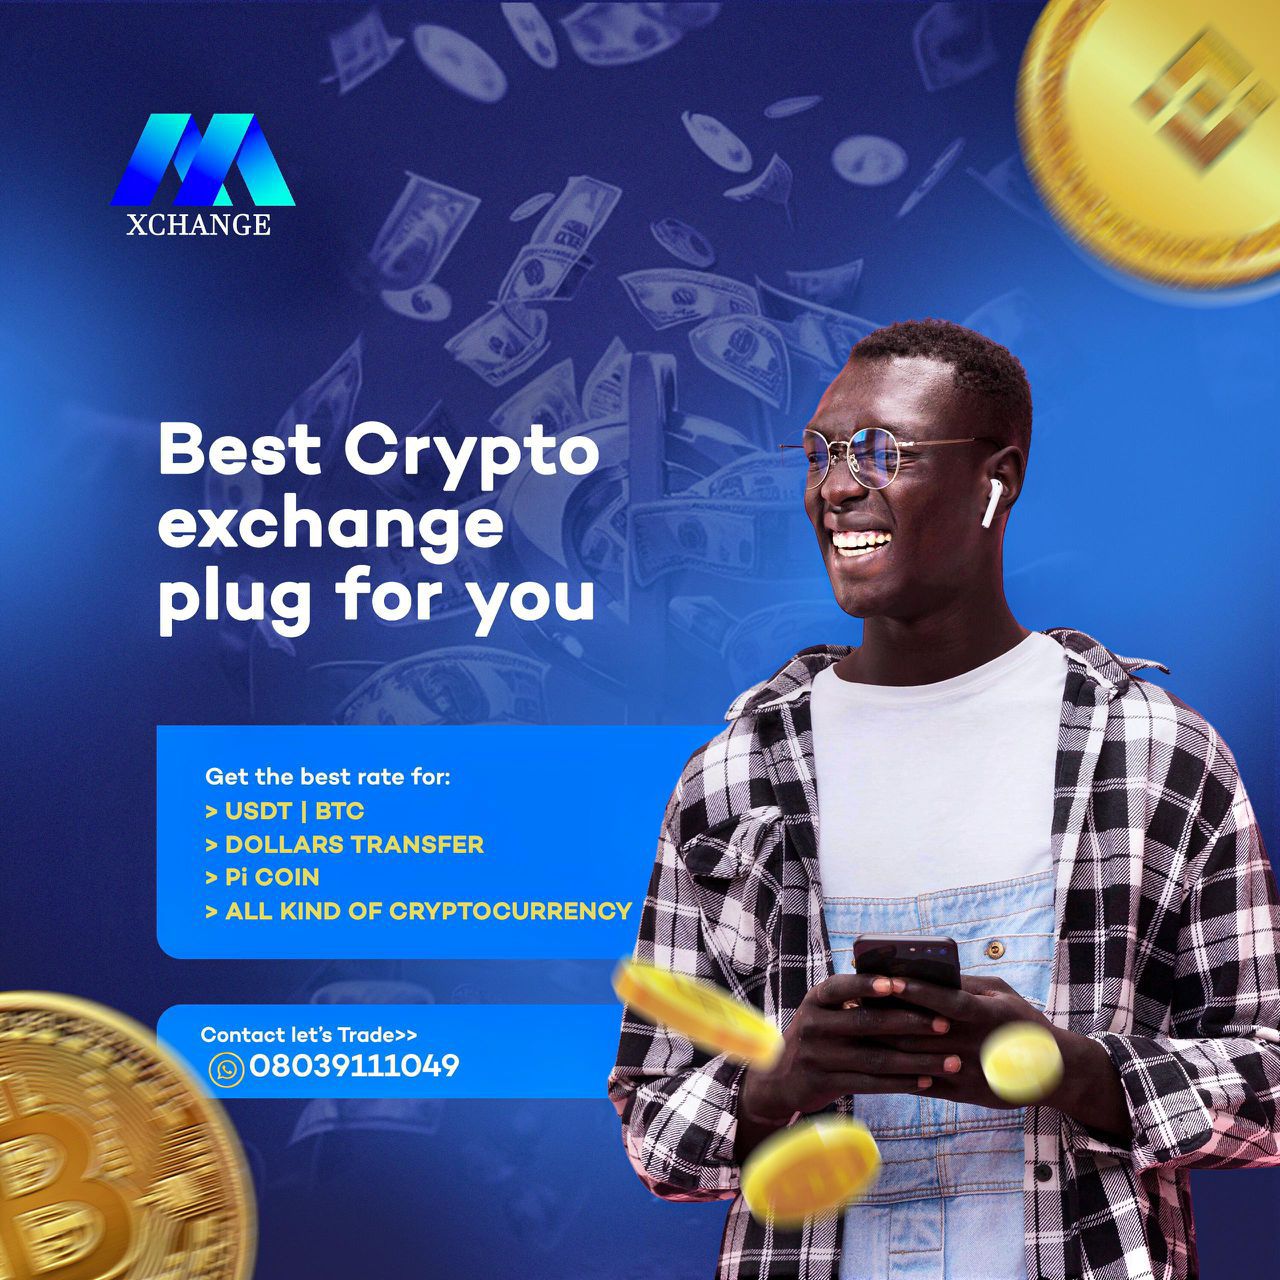 XCHANGE
Best Crypto
exchange
plug for you
Get the best rate for:
> USDT | BTC
> DOLLARS TRANSFER
> Pi COIN
> ALL KIND OF CRYPTOCURRENCY
Contact let's Trade>>
08039111049